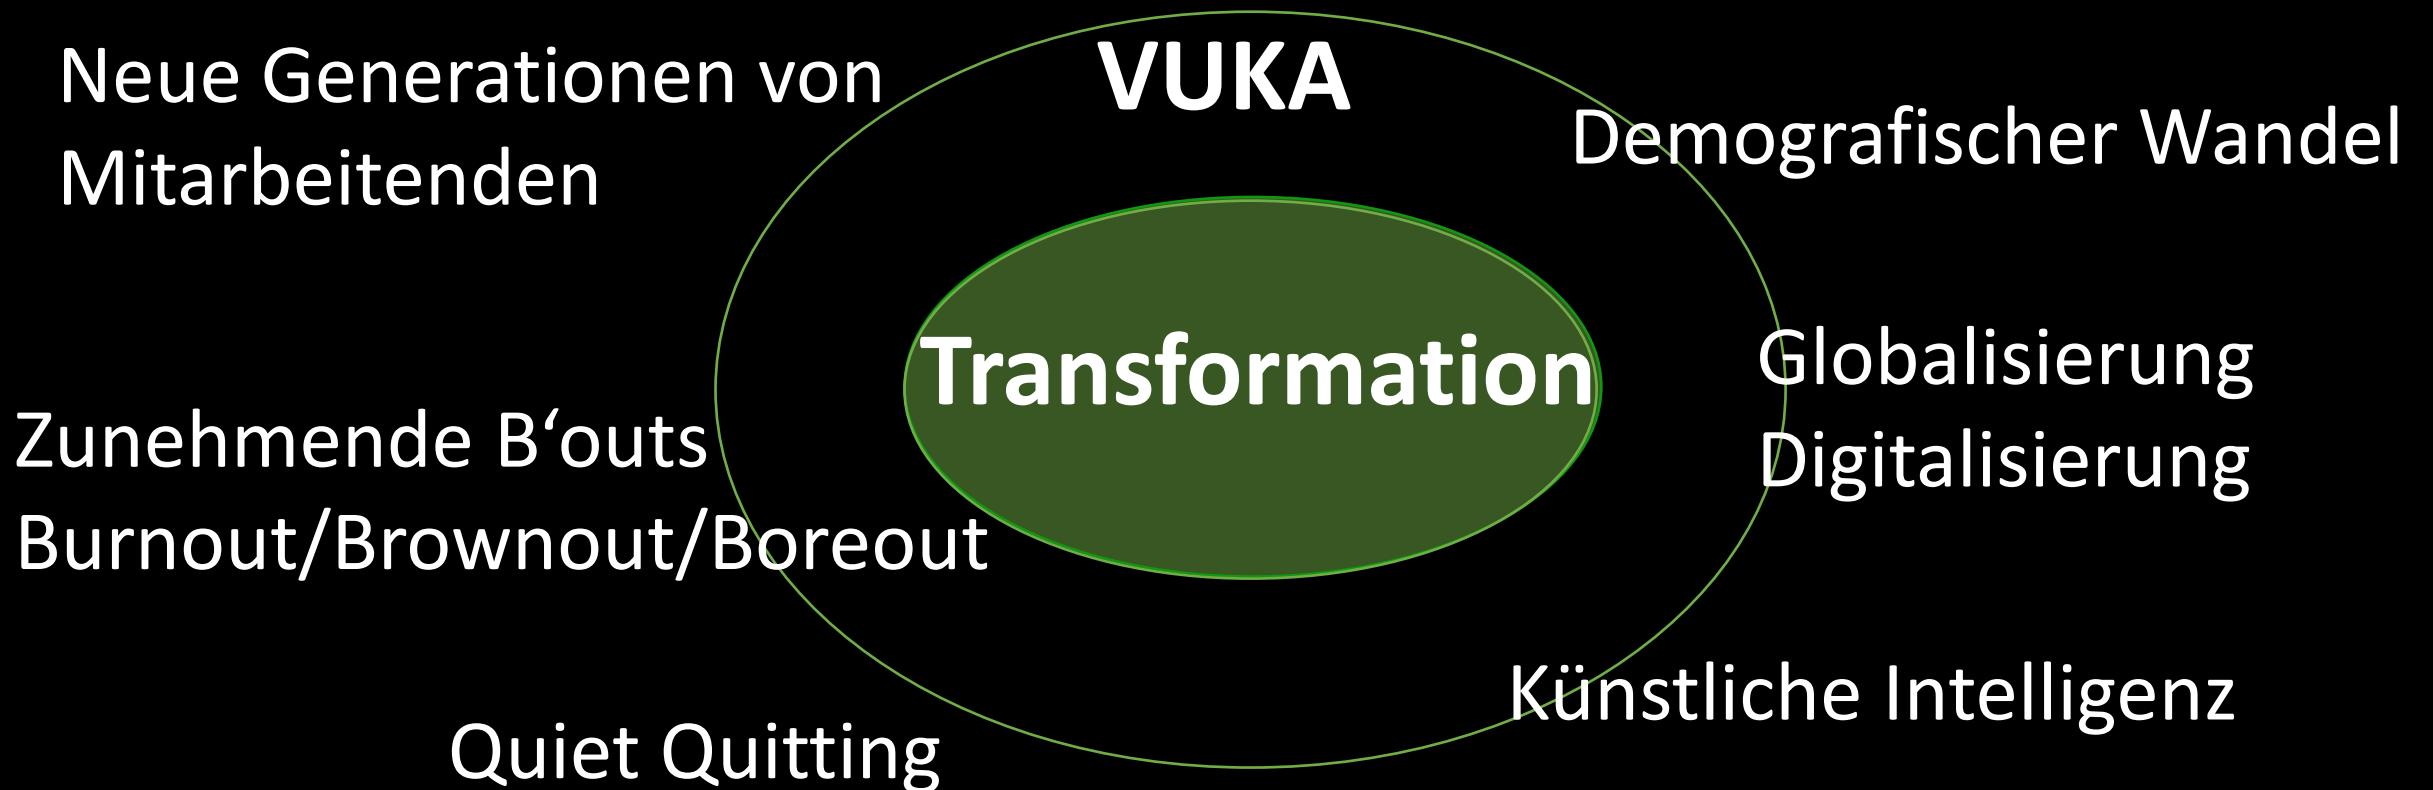 Neue Generationen von
Mitarbeitenden
VUKA
Demografischer Wandel
Transformation
Globalisierung
Digitalisierung
Zunehmende B‘outs
Burnout/Brownout/Boreout
Künstliche Intelligenz
Quiet Quitting